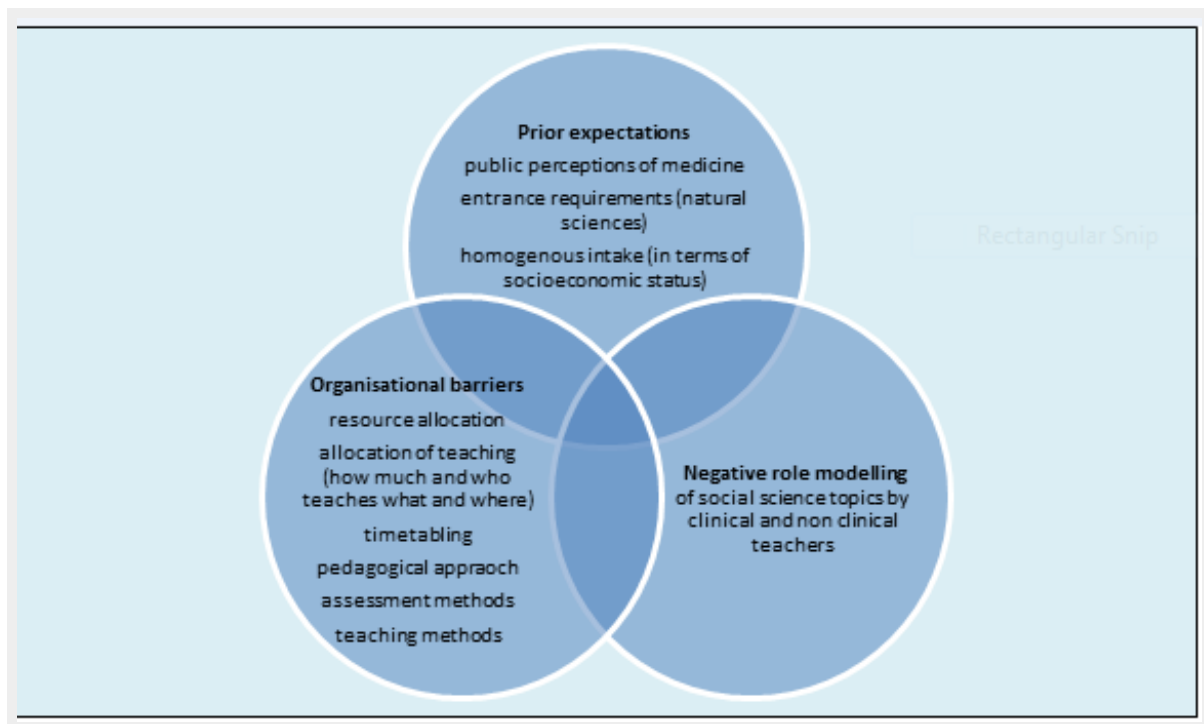 Prior expectations
public perceptions of medicine
entrance requirements (natural
sciences)
homogenous intake (in terms of
socioeconomic status)
Rectangular Snip
Organisational barriers
resource allocation
allocation of teaching
(how much and who
teaches what and where)
timetabling
pedagogical appraoch
assessment methods
teaching methods
Negative role modelling
of social science topics by
clinical and non clinical
teachers